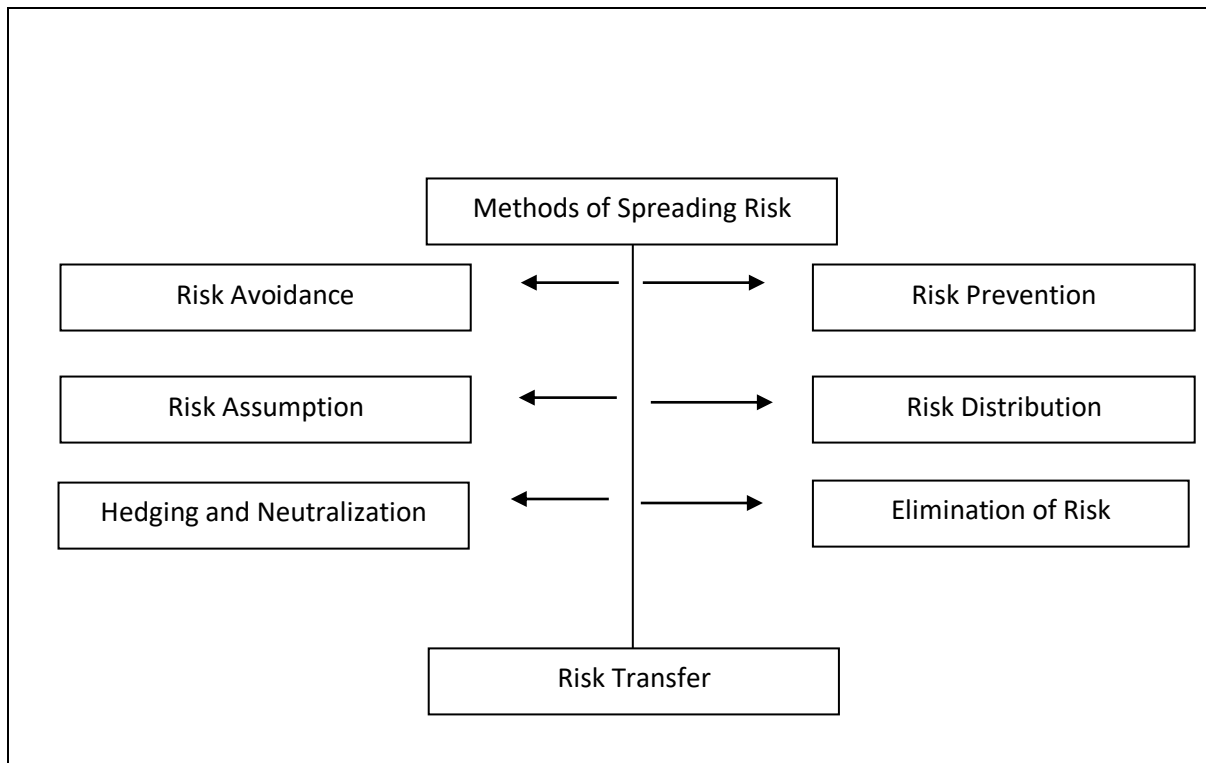 Methods of Spreading Risk
Risk Avoidance
Risk Prevention
Risk Assumption
Risk Distribution
Hedging and Neutralization
Elimination of Risk
Risk Transfer